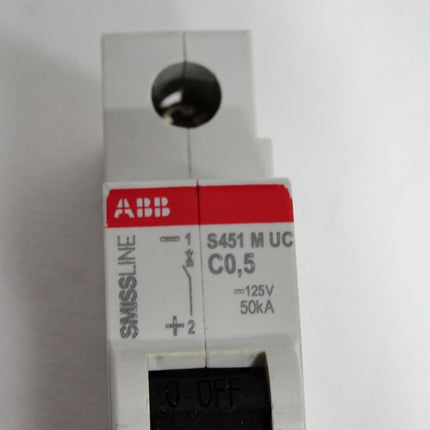 ABB
SMISSLINE
– 1
S451 M UC
C0,5
⎓125V
50kA
+ 2
0 OFF